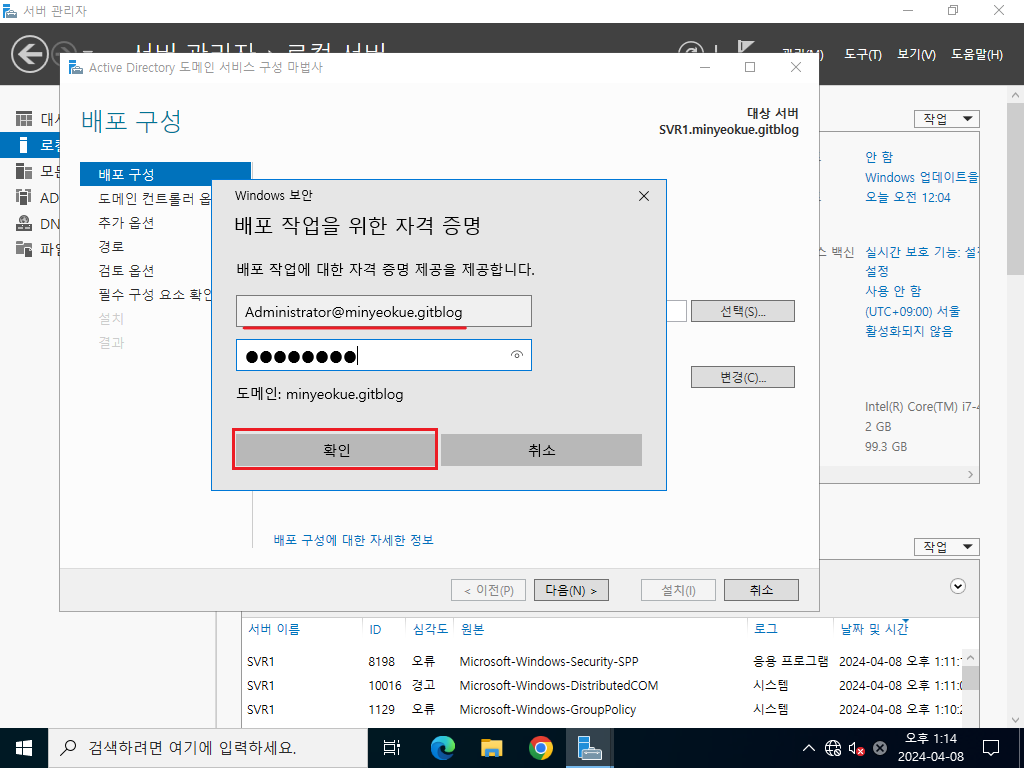 서버 관리자
서버 관리자 · 로컬 서버
도구(T) 보기(V) 도움말(H)
Active Directory 도메인 서비스 구성 마법사
배포 구성
대상 서버
SVR1.minyeokue.gitblog
작업
배포 구성
도메인 컨트롤러 옵
추가 옵션
경로
검토 옵션
필수 구성 요소 확인
설치
결과
AD
DN
안 함
Windows 업데이트을
오늘 오전 12:04
스 백신
실시간 보호 기능: 설정
설정
사용 안 함
(UTC+09:00) 서울
활성화되지 않음
Intel(R) Core(TM) i7-4
2 GB
99.3 GB
Windows 보안
배포 작업을 위한 자격 증명
배포 작업에 대한 자격 증명 제공을 제공합니다.
Administrator@minyeokue.gitblog
●●●●●●●●
도메인: minyeokue.gitblog
확인
취소
선택(S)...
변경(C)...
배포 구성에 대한 자세한 정보
< 이전(P)
다음(N) >
설치(I)
취소
작업
서버 이름 ID 심각도 원본 로그 날짜 및 시간
SVR1 8198 오류 Microsoft-Windows-Security-SPP 응용 프로그램 2024-04-08 오후 1:11:
SVR1 10016 경고 Microsoft-Windows-DistributedCOM 시스템 2024-04-08 오후 1:11:0
SVR1 1129 오류 Microsoft-Windows-GroupPolicy 시스템 2024-04-08 오후 1:10:2
검색하려면 여기에 입력하세요.
오후 1:14
2024-04-08